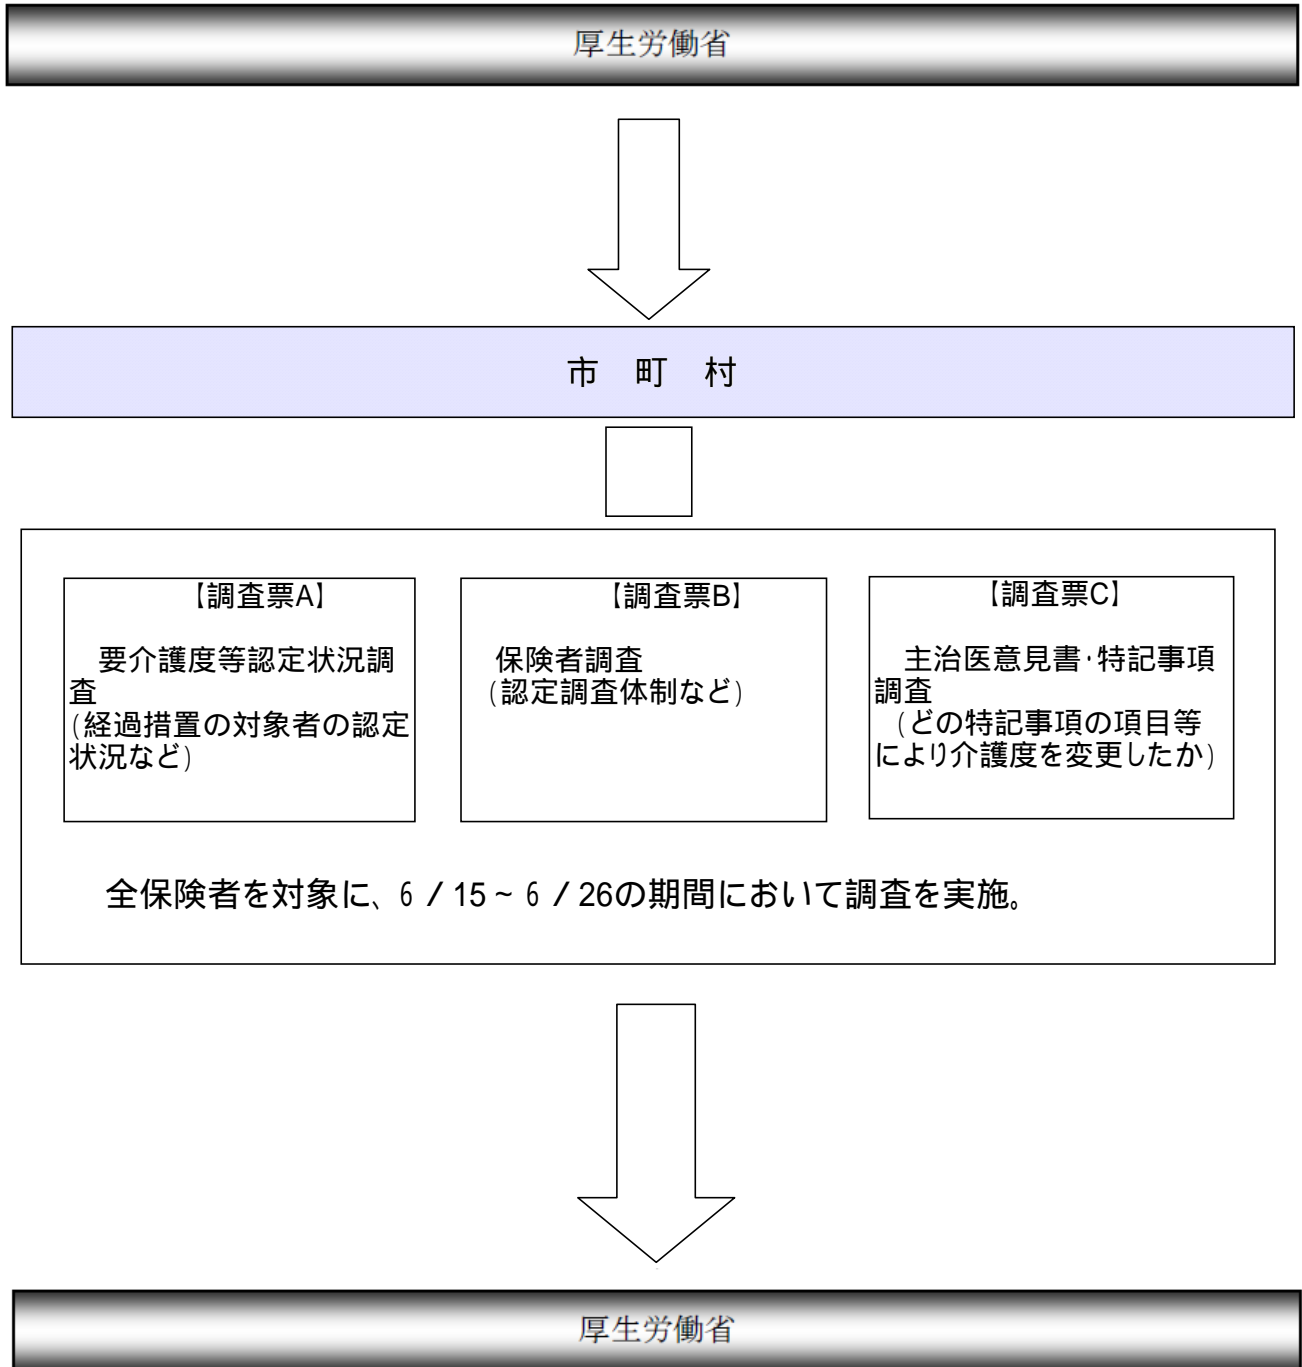 厚生労働省
市 町 村
【調査票A】
要介護度等認定状況調
査
(経過措置の対象者の認定
状況など)
【調査票B】
保険者調査
(認定調査体制など)
【調査票C】
主治医意見書・特記事項
調査
(どの特記事項の項目等
により介護度を変更したか)
全保険者を対象に、6/15~6/26の期間において調査を実施。
厚生労働省